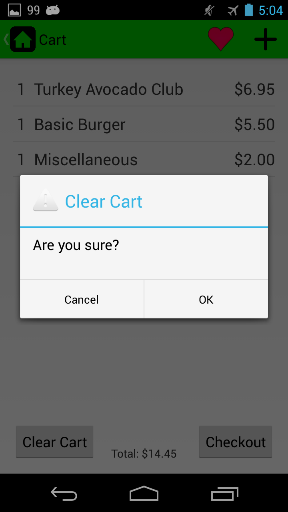 99 5:04
Cart
1 Turkey Avocado Club $6.95
1 Basic Burger $5.50
1 Miscellaneous $2.00
Clear Cart
Are you sure?
Cancel OK
Clear Cart Total: $14.45 Checkout